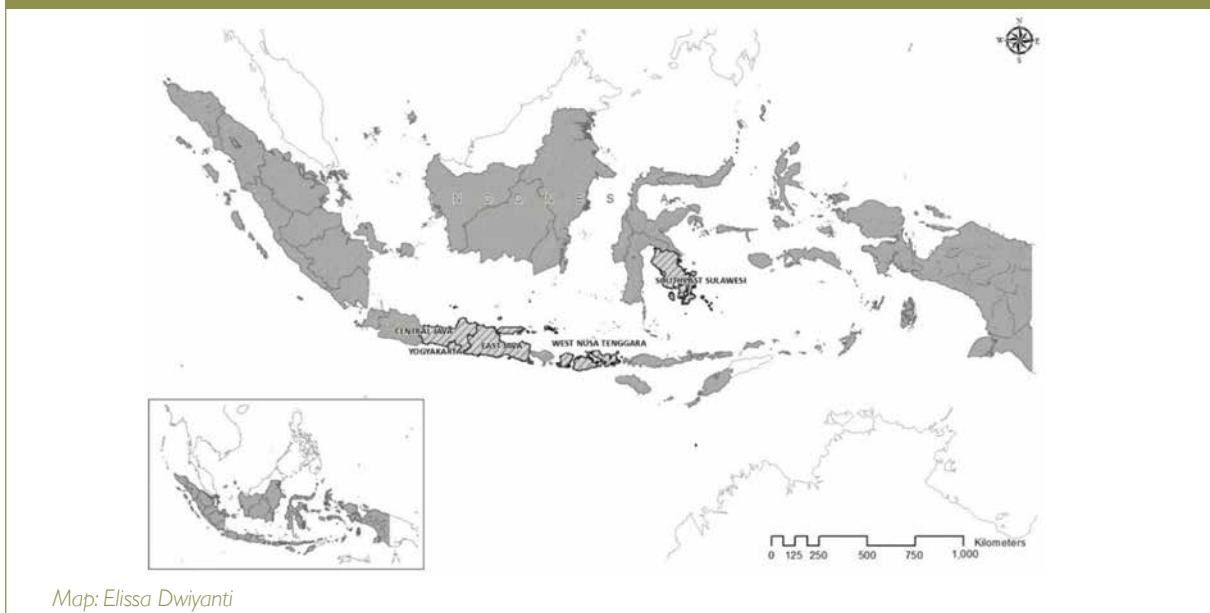 N
W E
S
N D O N E S A
SOUTHEAST SULAWESI
CENTRAL JAVA
YOGYAKARTA
EAST JAVA
WEST NUSA TENGGARA
Kilometers
0 125 250 500 750 1,000
Map: Elissa Dwiyanti